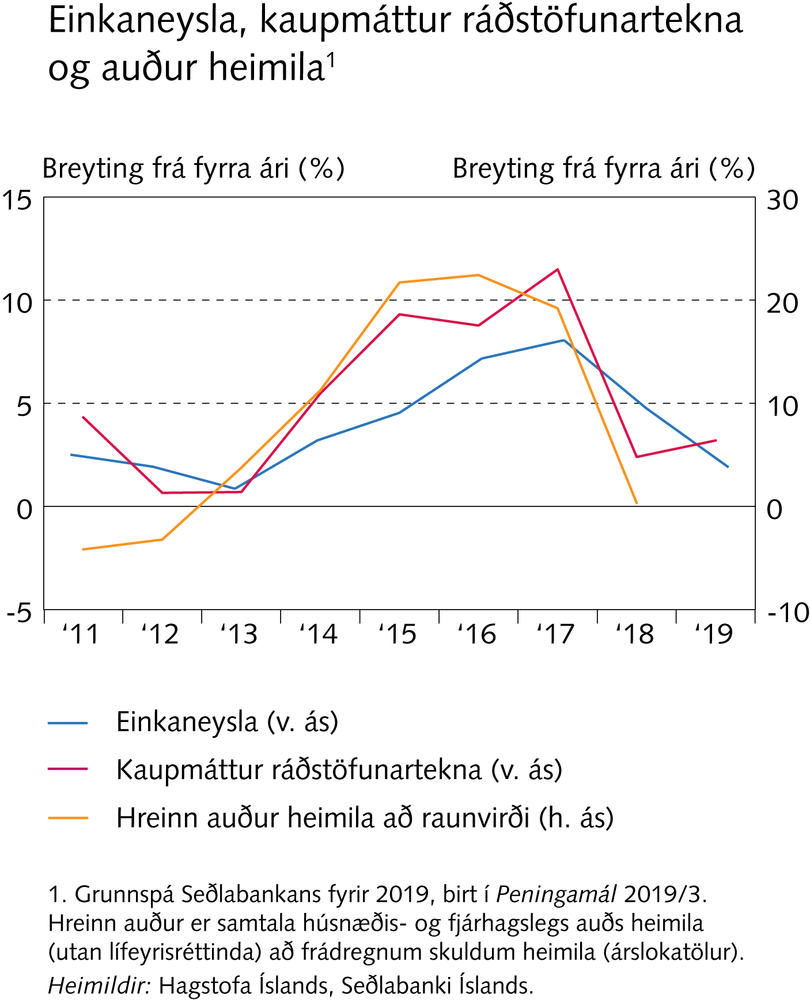 Einkaneysla, kaupmáttur ráðstöfunartekna
og auður heimila¹
Breyting frá fyrra ári (%)
Breyting frá fyrra ári (%)
15
30
10
20
5
10
0
0
-5
-10
‘11
‘12
‘13
‘14
‘15
‘16
‘17
‘18
‘19
Einkaneysla (v. ás)
Kaupmáttur ráðstöfunartekna (v. ás)
Hreinn auður heimila að raunvirði (h. ás)
1. Grunnspá Seðlabankans fyrir 2019, birt í Peningamál 2019/3.
Hreinn auður er samtala húsnæðis- og fjárhagslegs auðs heimila
(utan lífeyrisréttinda) að frádregnum skuldum heimila (árslokatölur).
Heimildir: Hagstofa Íslands, Seðlabanki Íslands.